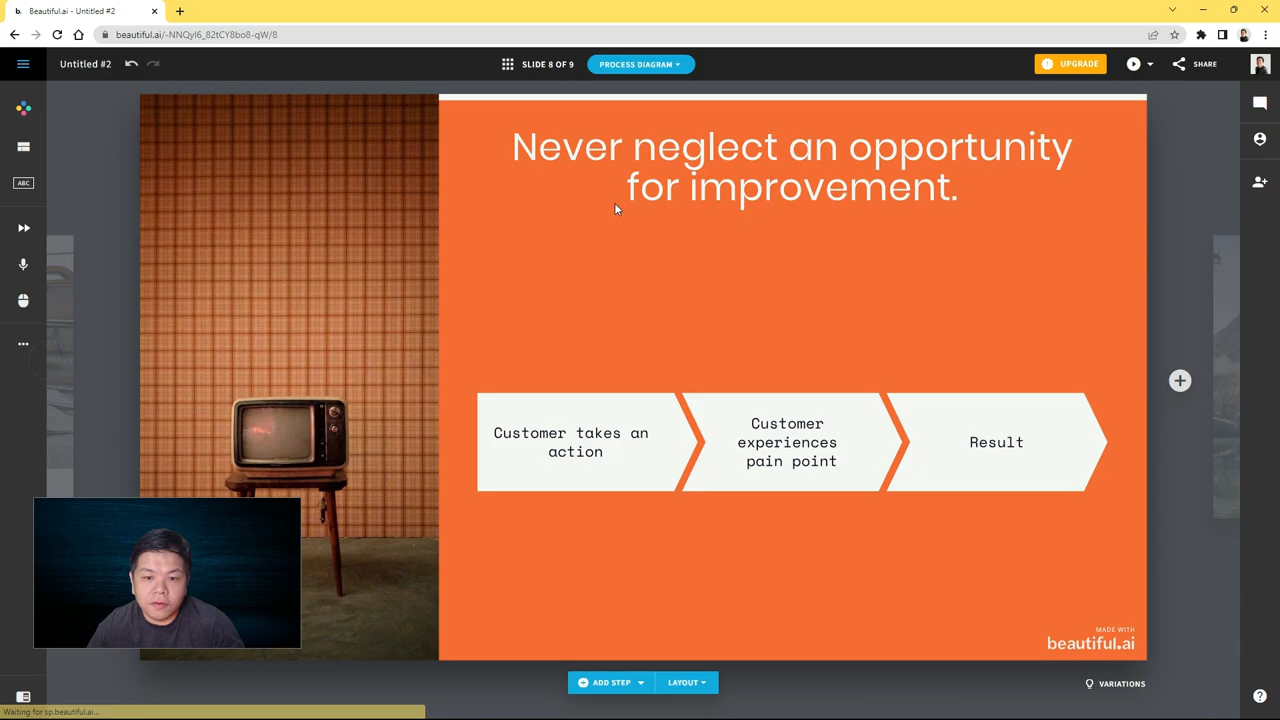 b. Beautiful.ai - Untitled #2
beautiful.ai/-NNQyI6_82tCY8bo8-qW/8
Untitled #2
SLIDE 8 OF 9
PROCESS DIAGRAM
UPGRADE
SHARE
ABC
Never neglect an opportunity
for improvement.
Customer takes an
action
Customer
experiences
pain point
Result
MADE WITH
beautiful.ai
ADD STEP
LAYOUT
VARIATIONS
Waiting for sp.beautiful.ai...